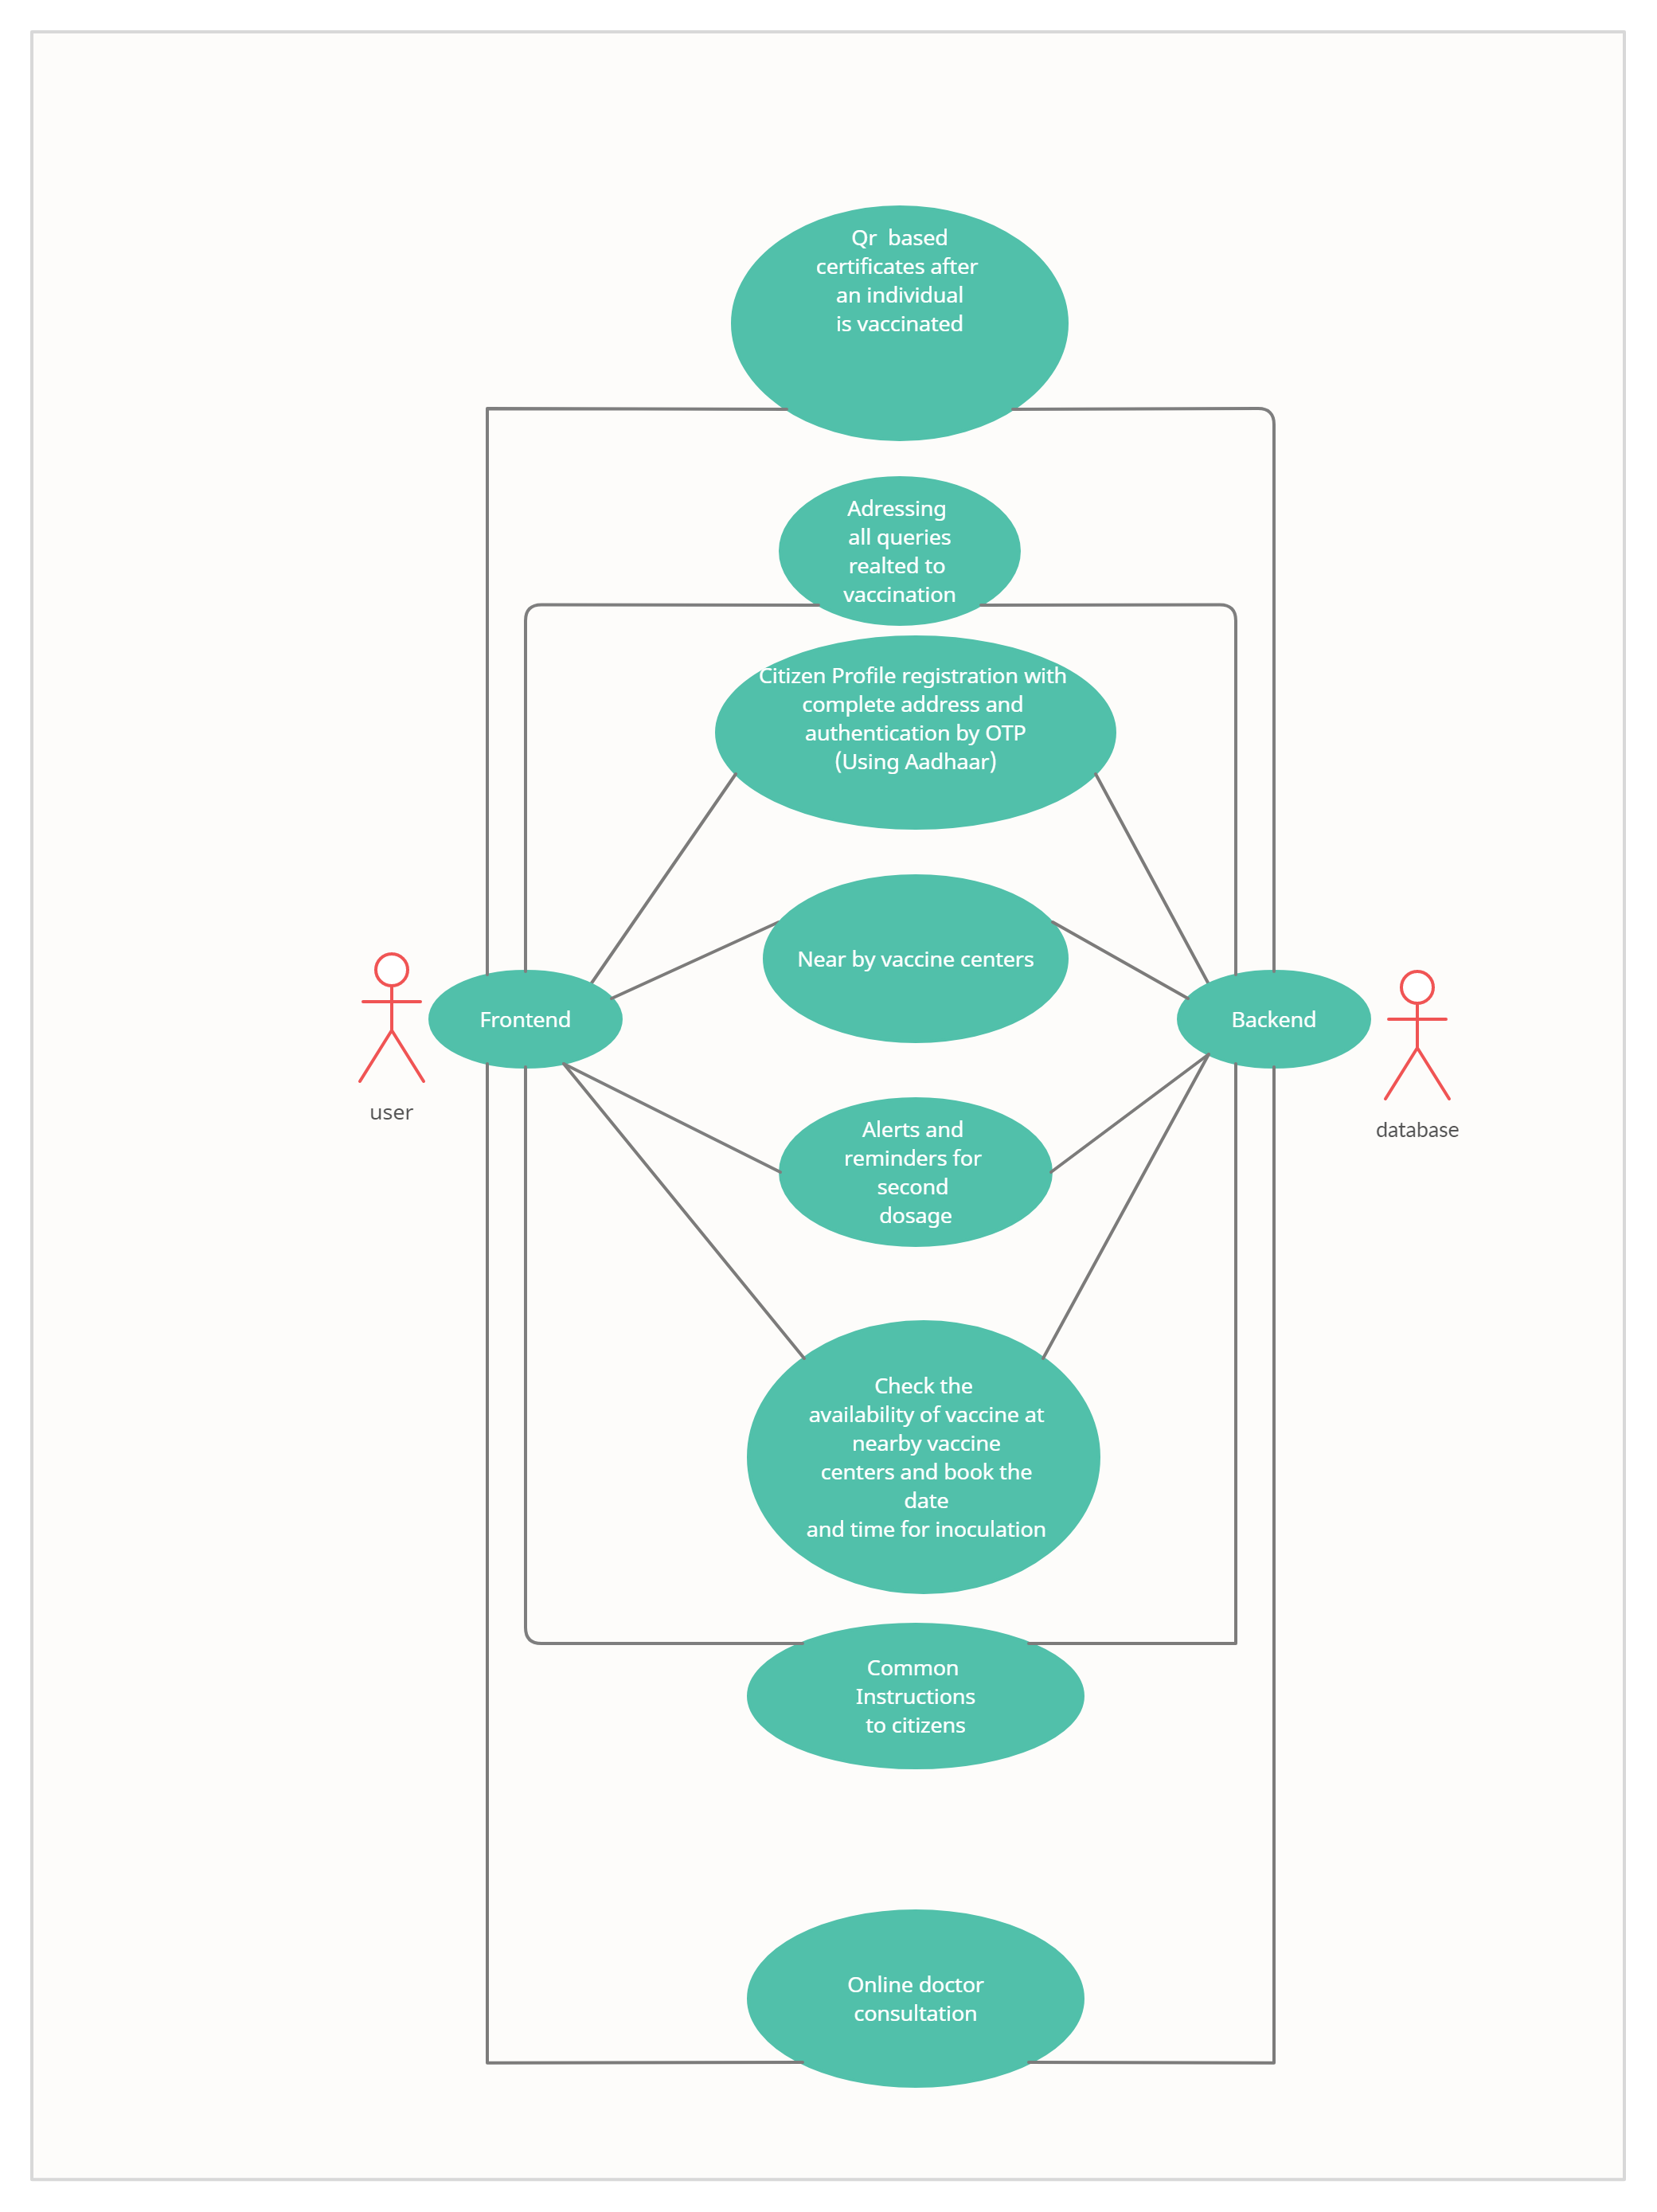 Qr  based
certificates after
an individual
is vaccinated
Adressing
all queries
realted to
vaccination
Citizen Profile registration with
complete address and
authentication by OTP
(Using Aadhaar)
Near by vaccine centers
Frontend
Backend
user
database
Alerts and
reminders for
second
dosage
Check the
availability of vaccine at
nearby vaccine
centers and book the
date
and time for inoculation
Common
Instructions
to citizens
Online doctor
consultation